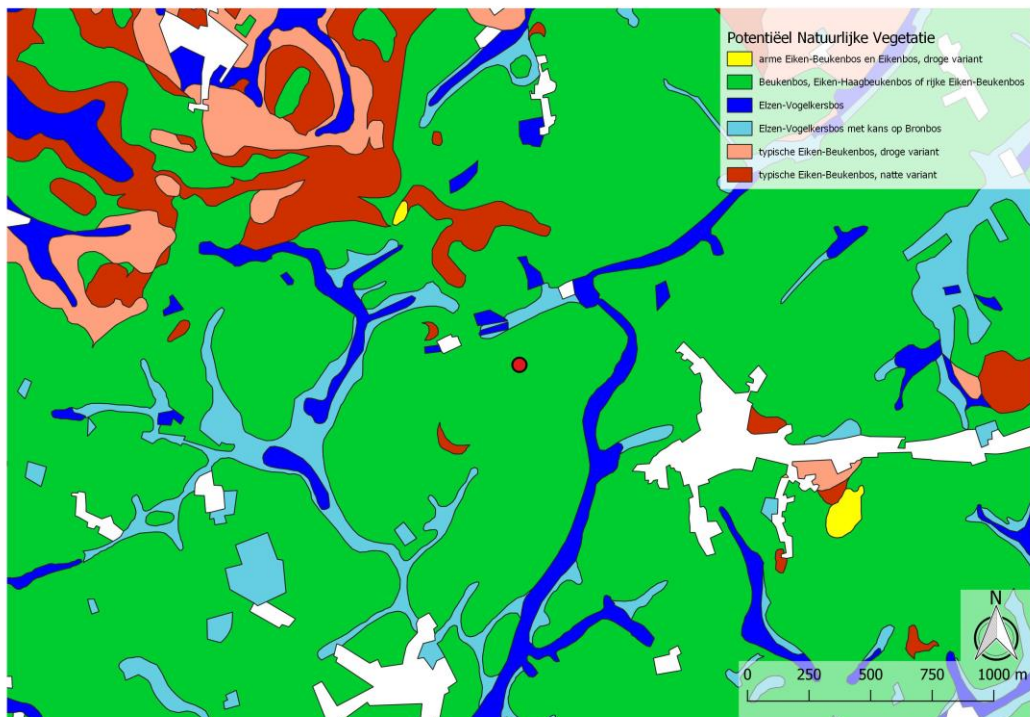 Potentiëel Natuurlijke Vegetatie
arme Eiken-Beukenbos en Eikenbos, droge variant
Beukenbos, Eiken-Haagbeukenbos of rijke Eiken-Beukenbos
Elzen-Vogelkersbos
Elzen-Vogelkersbos met kans op Bronbos
typische Eiken-Beukenbos, droge variant
typische Eiken-Beukenbos, natte variant
N
0 250 500 750 1000 m